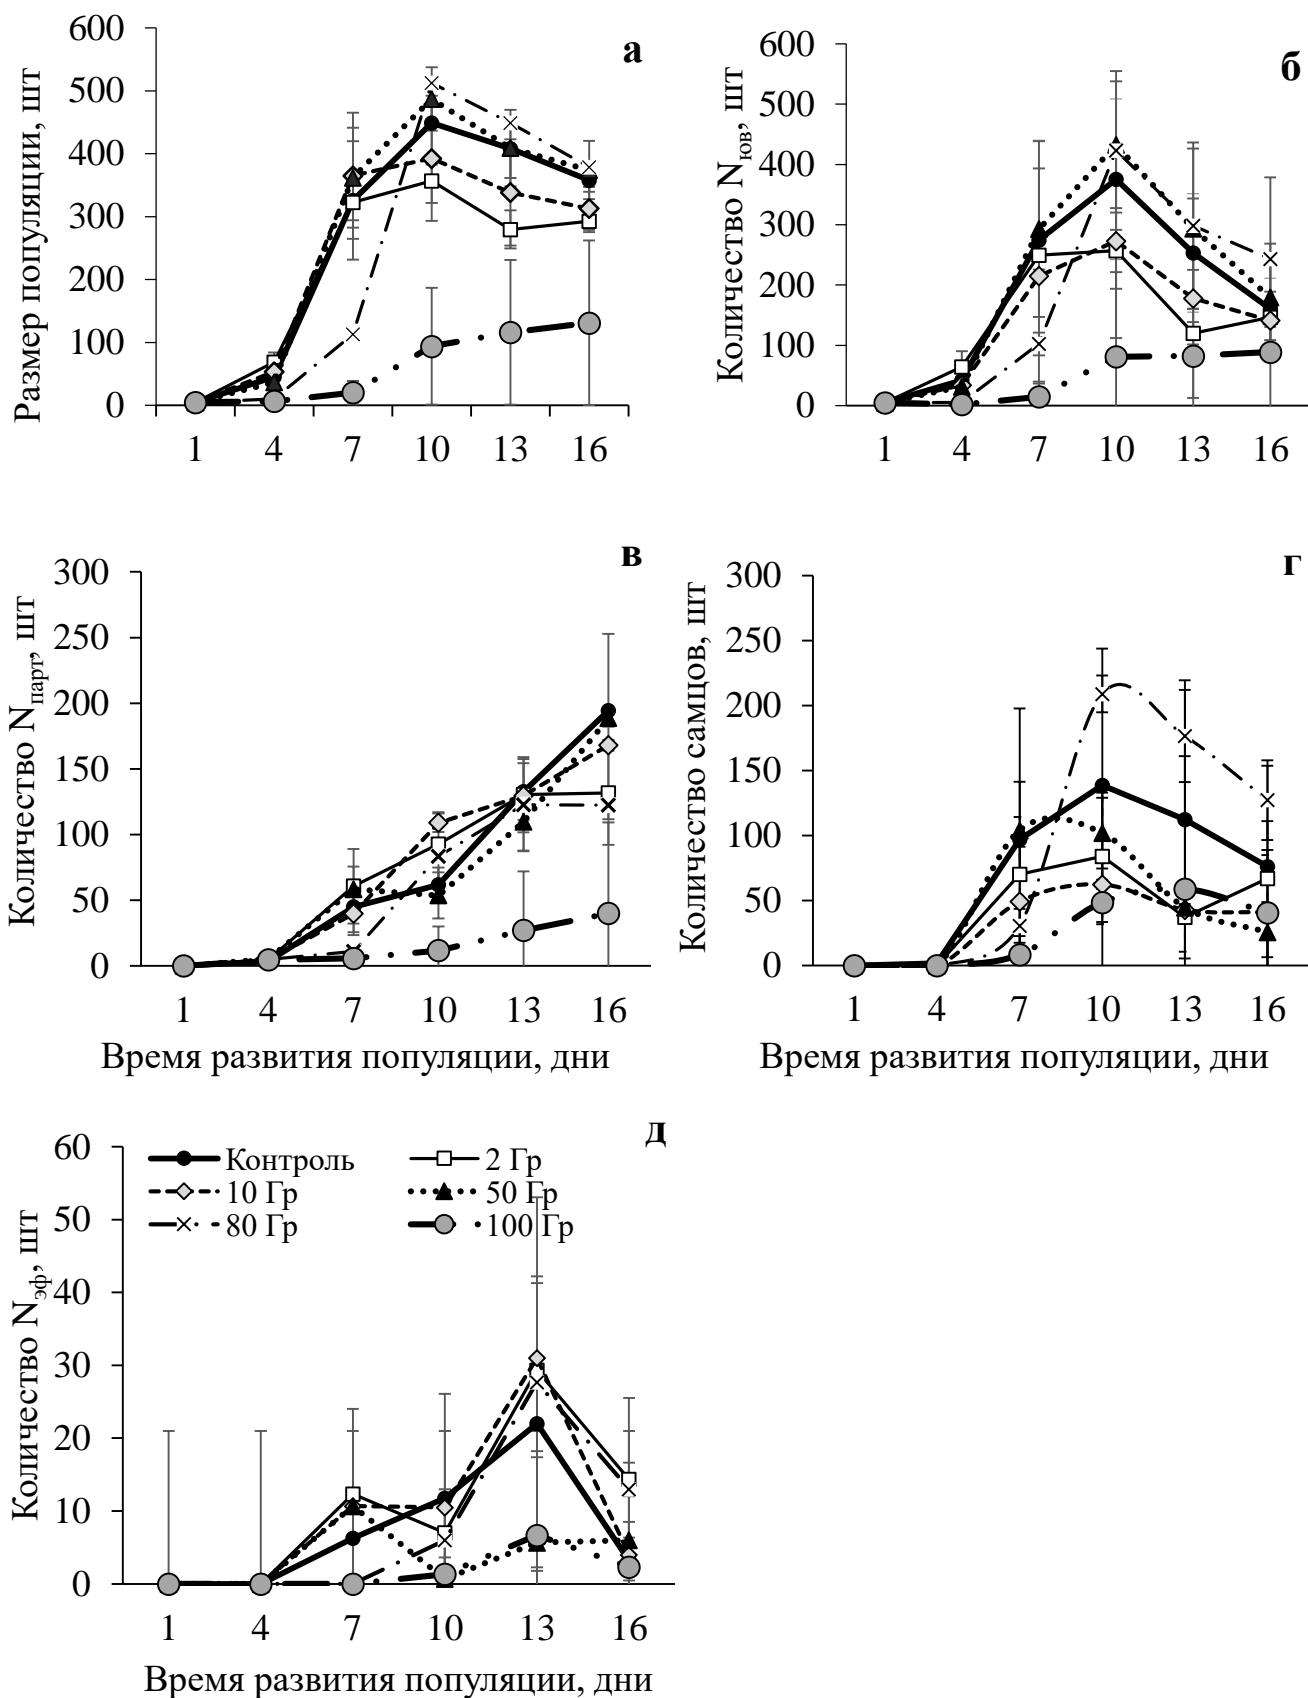 а
Размер популяции, шт
600
500
400
300
200
100
0
1 4 7 10 13 16
б
Количество Nюв, шт
600
500
400
300
200
100
0
1 4 7 10 13 16
в
Количество Nпарт, шт
300
250
200
150
100
50
0
1 4 7 10 13 16
Время развития популяции, дни
г
Количество самцов, шт
300
250
200
150
100
50
0
1 4 7 10 13 16
Время развития популяции, дни
д
Количество Nэф, шт
60
50
40
30
20
10
0
Контроль 2 Гр
10 Гр 50 Гр
80 Гр 100 Гр
1 4 7 10 13 16
Время развития популяции, дни